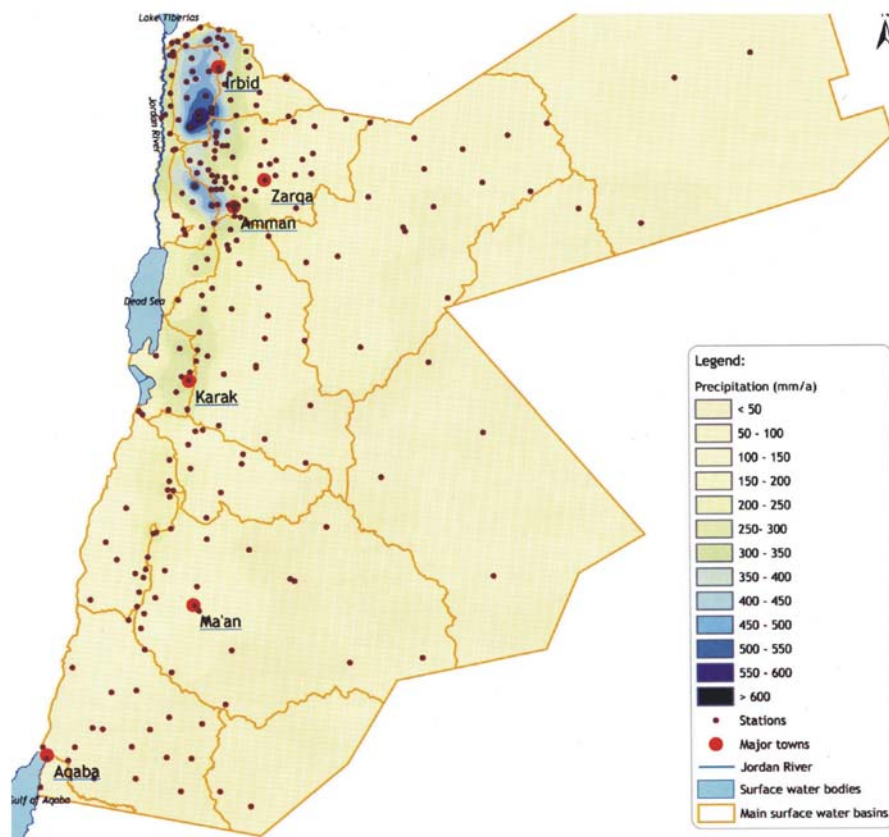 Lake Tiberias
Irbid
Jordan River
Zarqa
Amman
Dead Sea
Karak
Ma'an
Aqaba
Gulf of Aqaba
Legend:
Precipitation (mm/a)
< 50
50 - 100
100 - 150
150 - 200
200 - 250
250- 300
300 - 350
350 - 400
400 - 450
450 - 500
500 - 550
550 - 600
> 600
Stations
Major towns
Jordan River
Surface water bodies
Main surface water basins